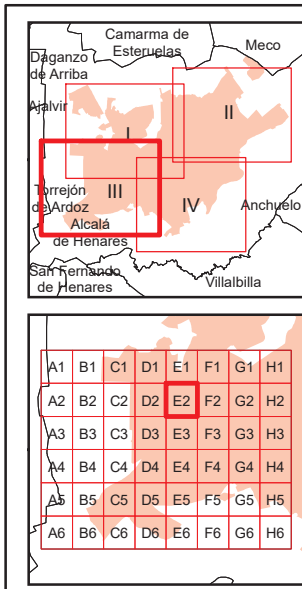 Camarma de
Esteruelas
Meco
Daganzo
de Arriba
Ajalvir
I
II
Torrejón
de Ardoz
III
IV
Anchuelo
Alcalá
de Henares
San Fernando
de Henares
Villalbilla
A1 B1 C1 D1 E1 F1 G1 H1
A2 B2 C2 D2 E2 F2 G2 H2
A3 B3 C3 D3 E3 F3 G3 H3
A4 B4 C4 D4 E4 F4 G4 H4
A5 B5 C5 D5 E5 F5 G5 H5
A6 B6 C6 D6 E6 F6 G6 H6